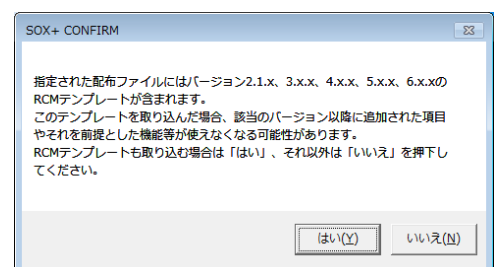 SOX+ CONFIRM
指定された配布ファイルにはバージョン2.1.x、3.x.x、4.x.x、5.x.x、6.x.xの
RCMテンプレートが含まれます。
このテンプレートを取り込んだ場合、該当のバージョン以降に追加された項目
やそれを前提とした機能等が使えなくなる可能性があります。
RCMテンプレートも取り込む場合は「はい」、それ以外は「いいえ」を押下し
てください。
はい(Y) いいえ(N)